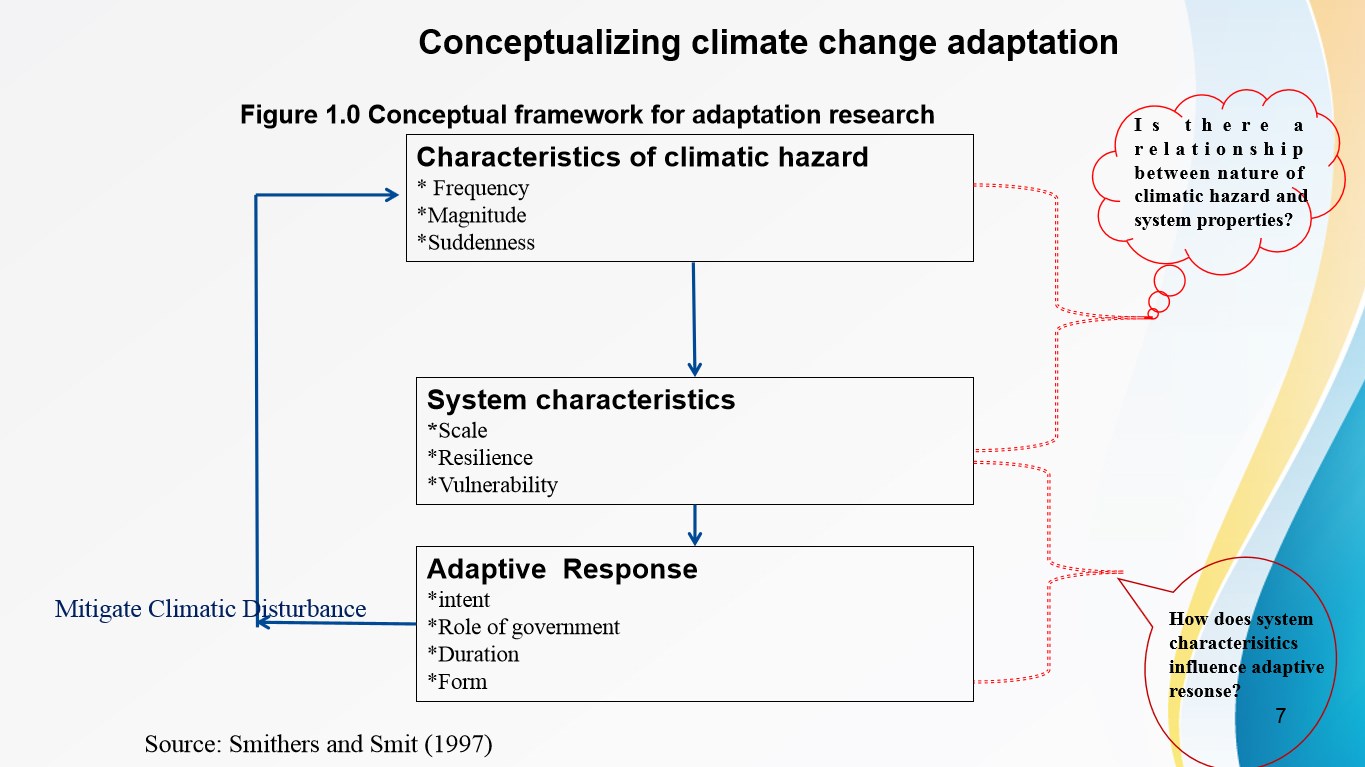 Conceptualizing climate change adaptation
Figure 1.0 Conceptual framework for adaptation research
Characteristics of climatic hazard
* Frequency
*Magnitude
*Suddenness
Is there a
relationship
between nature of
climatic hazard and
system properties?
System characteristics
*Scale
*Resilience
*Vulnerability
Adaptive  Response
*intent
*Role of government
*Duration
*Form
Mitigate Climatic Disturbance
How does system
characterisitics
influence adaptive
resonse?
7
Source: Smithers and Smit (1997)